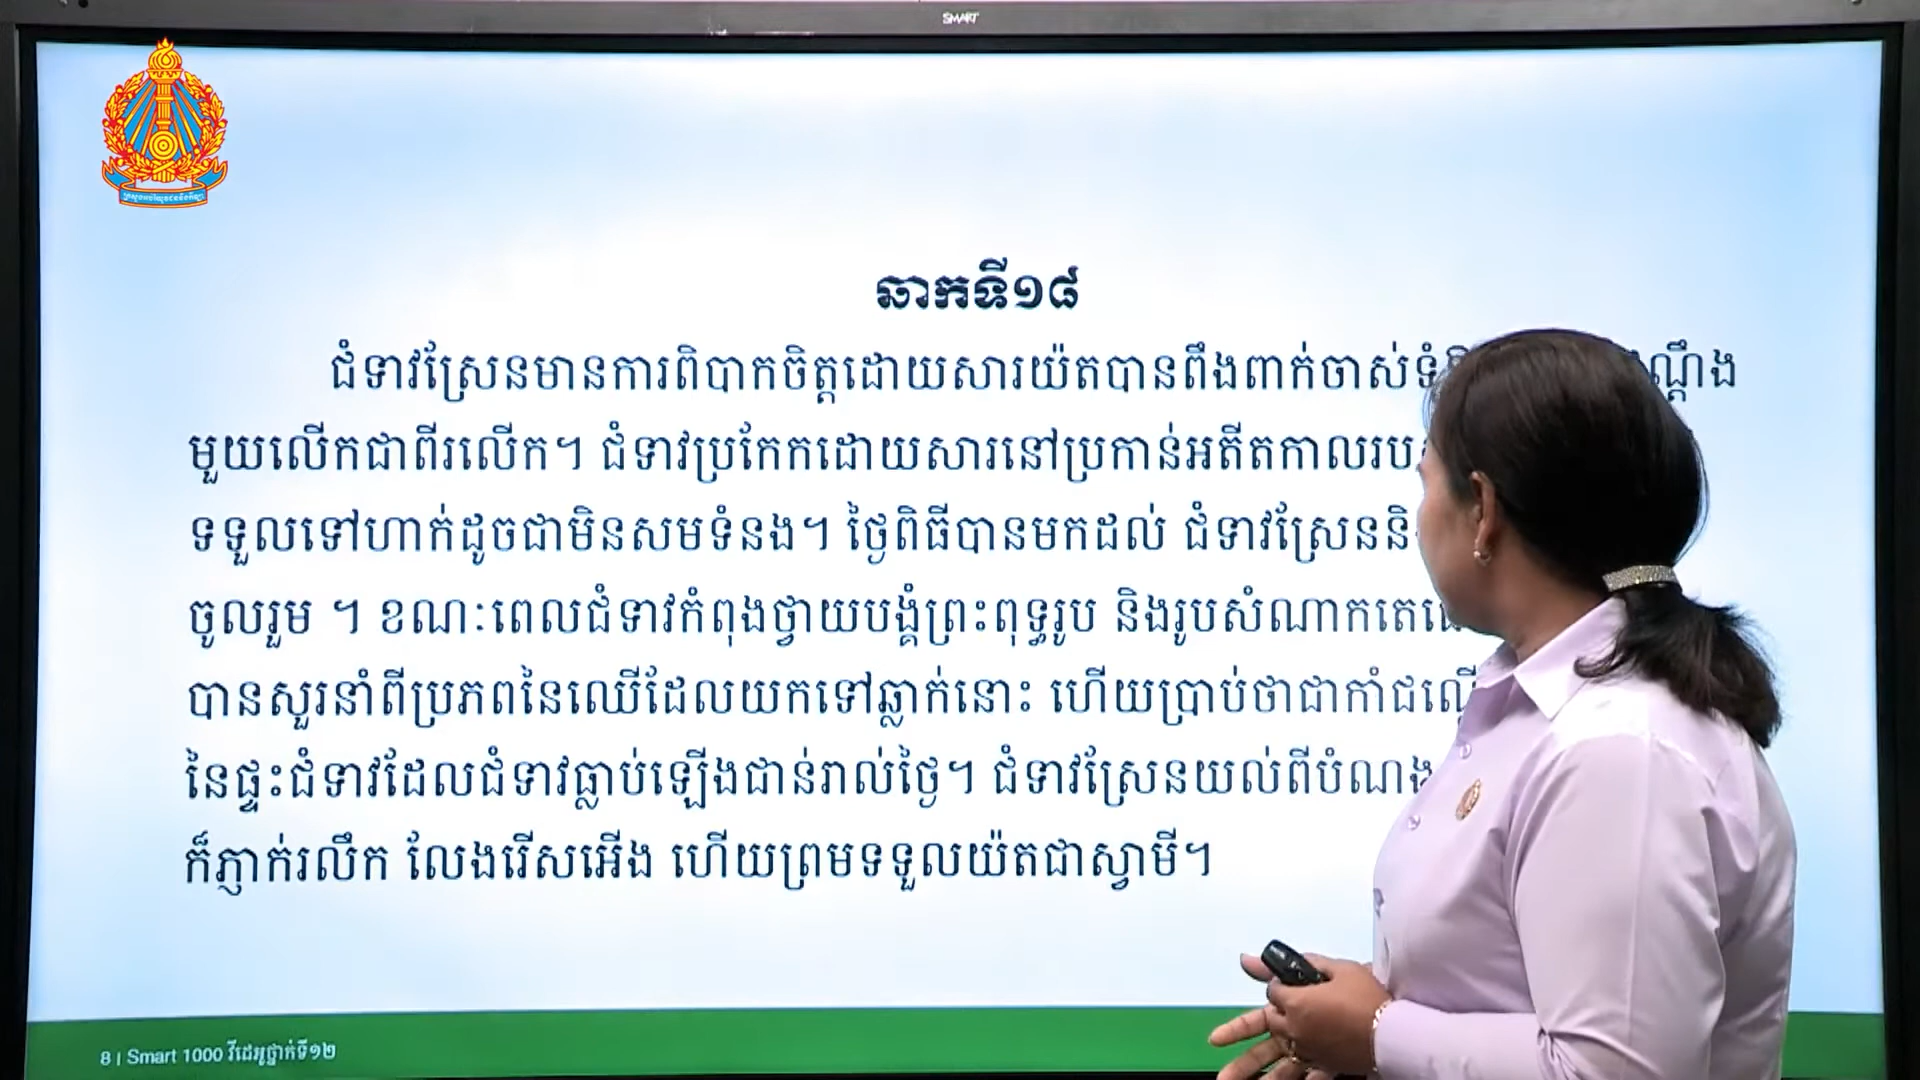 SMART
ឆាកទី១៨
ជំទាវស្រែនមានការពិបាកចិត្តដោយសារយ៉តបានពឹងពាក់ចាស់ទុំ
មួយលើកជាពីរលើក។ ជំទាវប្រកែកដោយសារនៅប្រកាន់អតីតកាល
ទទួលទៅហាក់ដូចជាមិនសមទំនង។ ថ្ងៃពិធីបានមកដល់ ជំទាវស្រែន
ចូលរួម ។ ខណៈពេលជំទាវកំពុងថ្វាយបង្គំព្រះពុទ្ធរូប និងរូបសំណាក
បានសួរនាំពីប្រភពនៃឈើដែលយកទៅឆ្លាក់នោះ ហើយប្រាប់ថាជាកាំជណ្ដើ
នៃផ្ទះជំទាវដែលជំទាវធ្លាប់ឡើងជាន់រាល់ថ្ងៃ។ ជំទាវស្រែនយល់ពីបំណង
ក៏ភ្ញាក់រលឹក លែងរើសអើង ហើយព្រមទទួលយ៉តជាស្វាមី។
8 | Smart 1000 វីដេអូថ្នាក់ទី១២